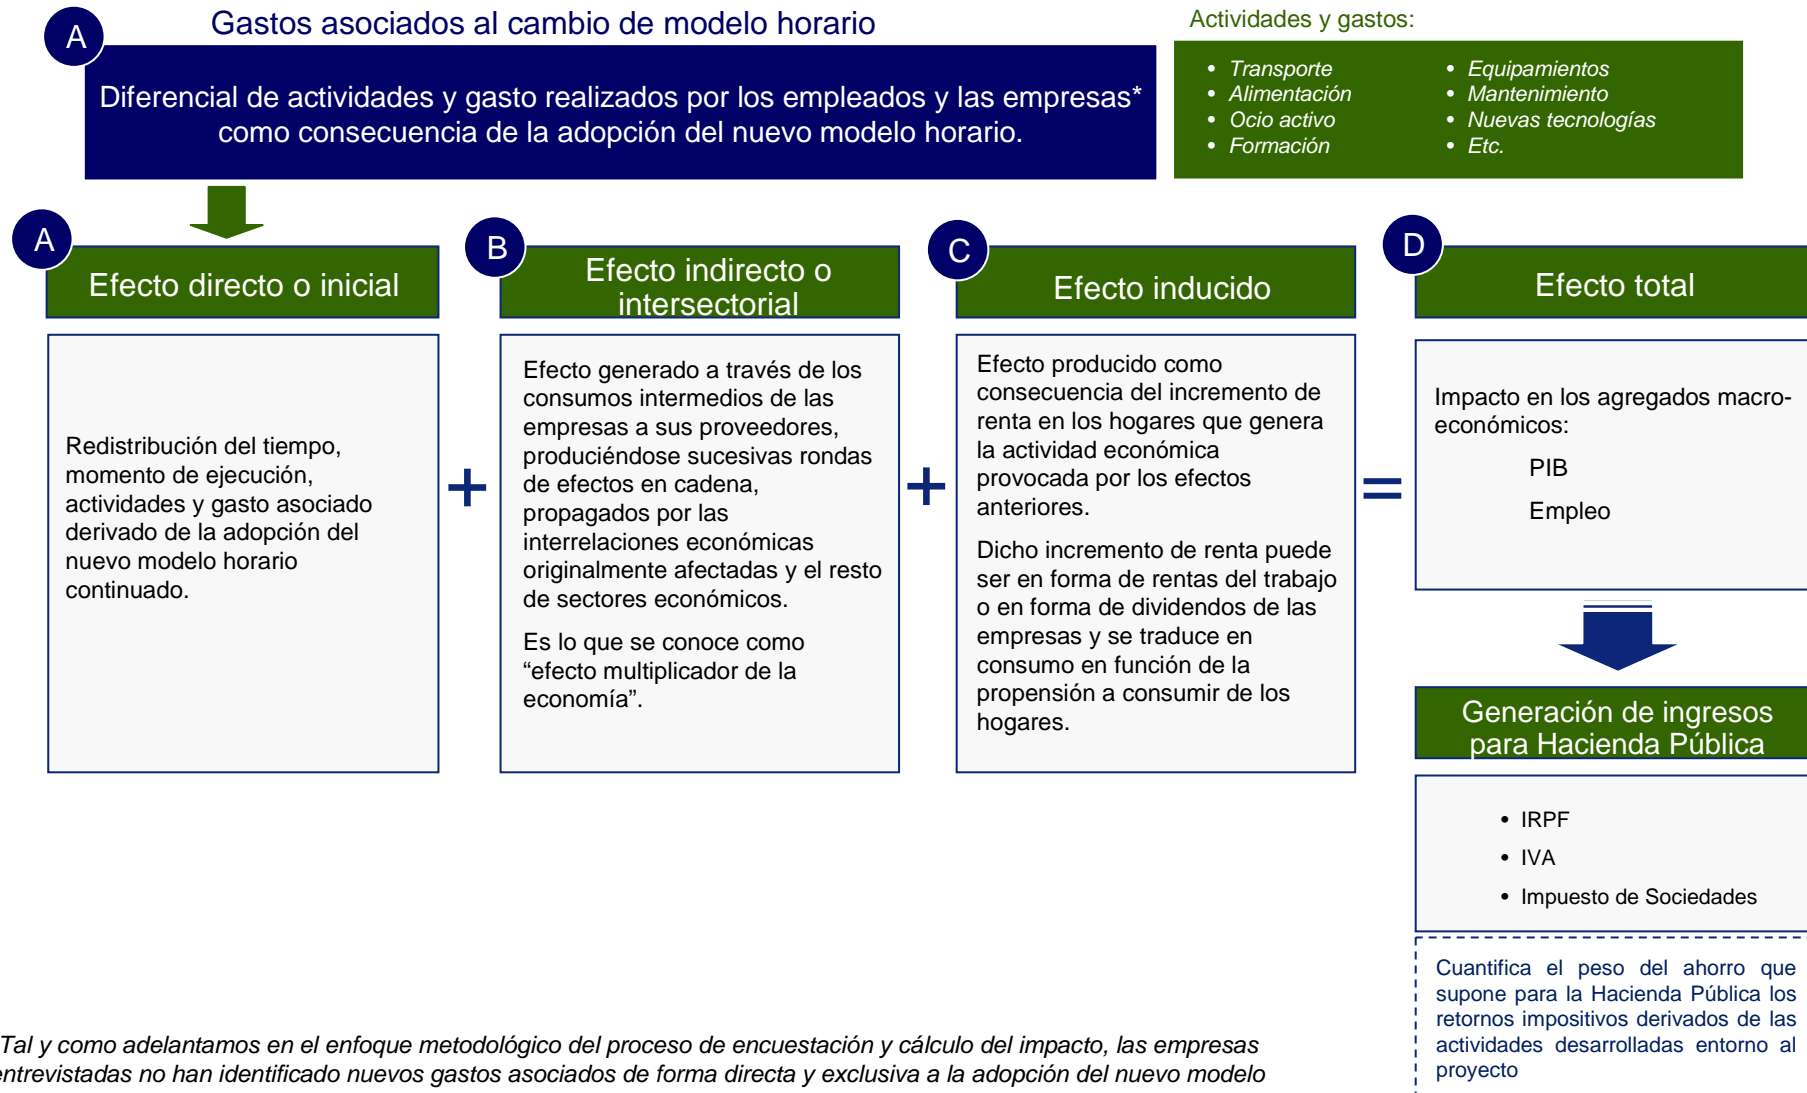 A
Gastos asociados al cambio de modelo horario
Diferencial de actividades y gasto realizados por los empleados y las empresas*
como consecuencia de la adopción del nuevo modelo horario.
Actividades y gastos:
• Transporte
• Alimentación
• Ocio activo
• Formación
• Equipamientos
• Mantenimiento
• Nuevas tecnologías
• Etc.
A
Efecto directo o inicial
Redistribución del tiempo,
momento de ejecución,
actividades y gasto asociado
derivado de la adopción del
nuevo modelo horario
continuado.
+
B
Efecto indirecto o
intersectorial
Efecto generado a través de los
consumos intermedios de las
empresas a sus proveedores,
produciéndose sucesivas rondas
de efectos en cadena,
propagados por las
interrelaciones económicas
originalmente afectadas y el resto
de sectores económicos.
Es lo que se conoce como
“efecto multiplicador de la
economía”.
+
C
Efecto inducido
Efecto producido como
consecuencia del incremento de
renta en los hogares que genera
la actividad económica
provocada por los efectos
anteriores.
Dicho incremento de renta puede
ser en forma de rentas del trabajo
o en forma de dividendos de las
empresas y se traduce en
consumo en función de la
propensión a consumir de los
hogares.
=
D
Efecto total
Impacto en los agregados macro-
económicos:
PIB
Empleo
Generación de ingresos
para Hacienda Pública
• IRPF
• IVA
• Impuesto de Sociedades
Cuantifica el peso del ahorro que
supone para la Hacienda Pública los
retornos impositivos derivados de las
actividades desarrolladas entorno al
proyecto
Tal y como adelantamos en el enfoque metodológico del proceso de encuestación y cálculo del impacto, las empresas
entrevistadas no han identificado nuevos gastos asociados de forma directa y exclusiva a la adopción del nuevo modelo